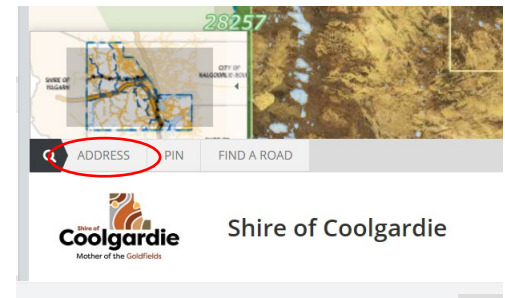 28257
SHIRE OF
YILGARN
CITY OF
KALGOORLIE-BOU
ADDRESS PIN FIND A ROAD
Shire of
Coolgardie
Mother of the Goldfields
Shire of Coolgardie